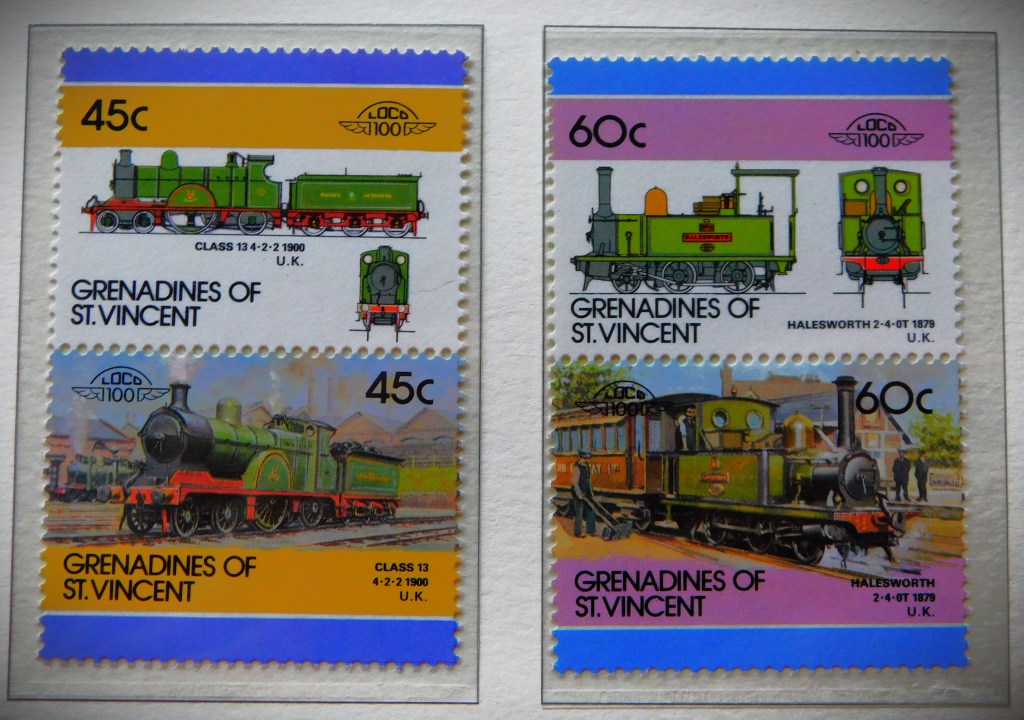 45c
LOCO
100
CLASS 13 4·2·2 1900
U.K.
GRENADINES OF
ST. VINCENT
LOCO
100
45c
GRENADINES OF
ST. VINCENT
CLASS 13
4·2·2 1900
U.K.
60c
LOCO
100
HALESWORTH
GRENADINES OF
ST. VINCENT
HALESWORTH 2·4·0T 1879
U.K.
LOCO
100
60c
GRENADINES OF
ST. VINCENT
HALESWORTH
2·4·0T 1879
U.K.